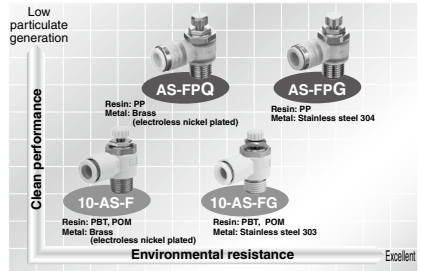 Low
particulate
generation
AS-FPQ
AS-FPG
Resin: PP
Metal: Brass
(electroless nickel plated)
Resin: PP
Metal: Stainless steel 304
Clean performance
10-AS-F
10-AS-FG
Resin: PBT, POM
Metal: Brass
(electroless nickel plated)
Resin: PBT, POM
Metal: Stainless steel 303
Environmental resistance
Excellent